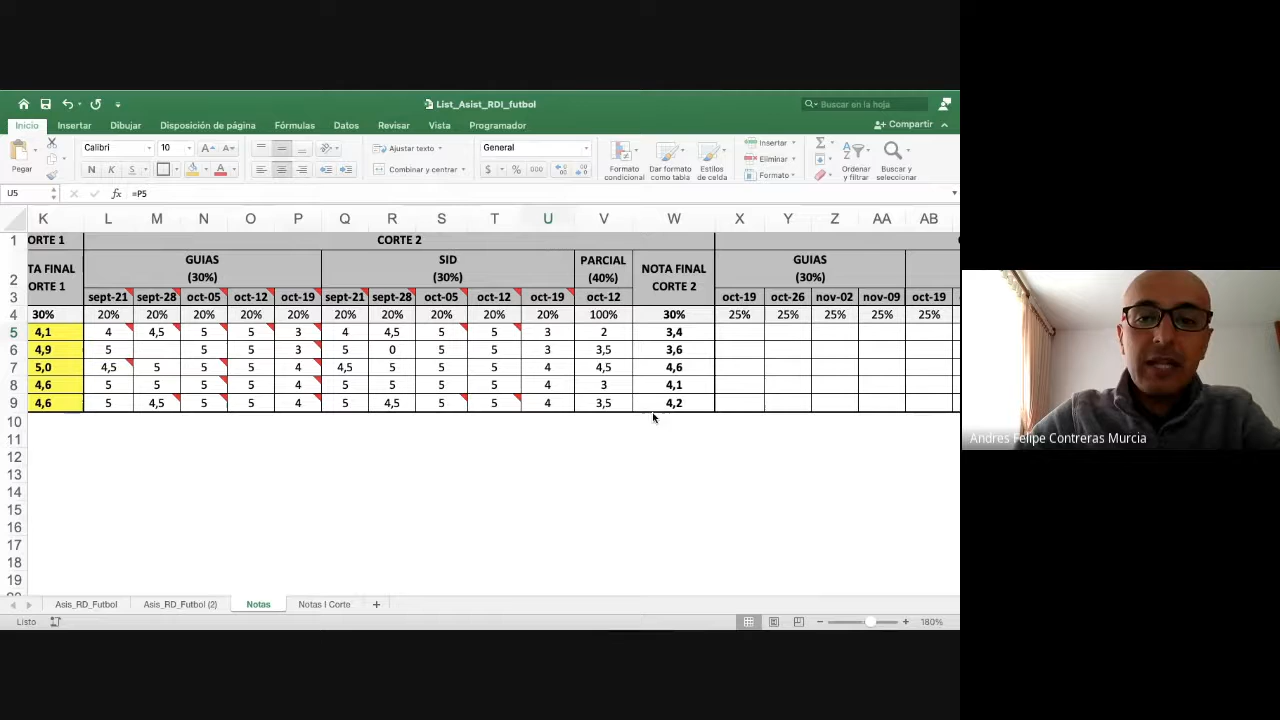 List_Asist_RDI_futbol
Buscar en la hoja
Inicio Insertar Dibujar Disposición de página Fórmulas Datos Revisar Vista Programador
Compartir
Pegar
Calibri 10
N K S
Ajustar texto
Combinar y centrar
General
$ % 000
Formato condicional
Dar formato como tabla
Estilos de celda
Insertar
Eliminar
Formato
Ordenar y filtrar
Buscar y seleccionar
U5 fx =P5
K L M N O P Q R S T U V W X Y Z AA AB
1 ORTE 1 CORTE 2
2 TA FINAL ORTE 1 GUIAS (30%) SID (30%) PARCIAL (40%) NOTA FINAL CORTE 2 GUIAS (30%)
3 sept-21 sept-28 oct-05 oct-12 oct-19 sept-21 sept-28 oct-05 oct-12 oct-19 oct-12 oct-19 oct-26 nov-02 nov-09 oct-19
4 30% 20% 20% 20% 20% 20% 20% 20% 20% 20% 20% 100% 30% 25% 25% 25% 25% 25%
5 4,1 4 4,5 5 5 3 4 4,5 5 5 3 2 3,4
6 4,9 5 5 5 3 5 0 5 5 3 3,5 3,6
7 5,0 4,5 5 5 5 4 4,5 5 5 5 4 4,5 4,6
8 4,6 5 5 5 5 4 5 5 5 5 4 3 4,1
9 4,6 5 4,5 5 5 4 5 4,5 5 5 4 3,5 4,2
10
11
12
13
14
15
16
17
18
19
Asis_RD_Futbol Asis_RD_Futbol (2) Notas Notas I Corte +
Listo 180%
Andres Felipe Contreras Murcia